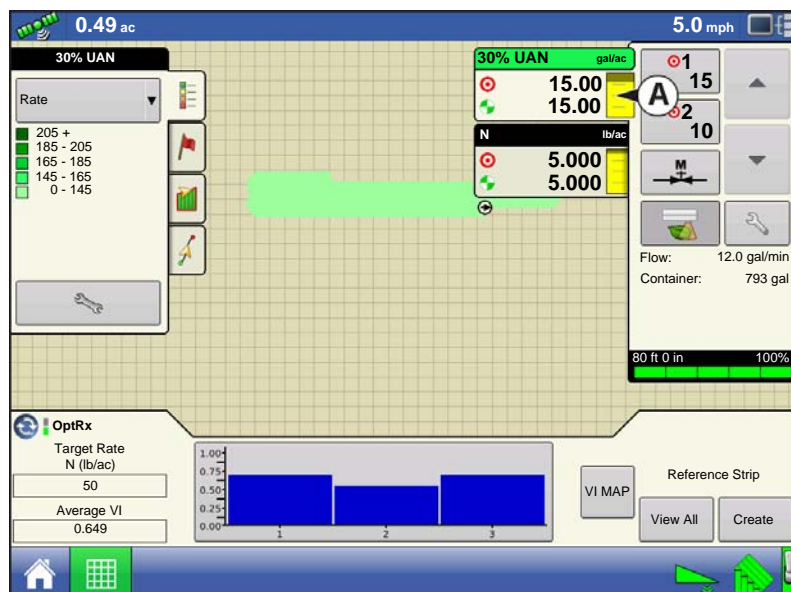 0.49 ac
5.0 mph
30% UAN
Rate
205 +
185 - 205
165 - 185
145 - 165
0 - 145
30% UAN gal/ac
15.00
15.00
N lb/ac
5.000
5.000
A
1
15
2
10
M
Flow: 12.0 gal/min
Container: 793 gal
80 ft 0 in 100%
OptRx
Target Rate
N (lb/ac)
50
Average VI
0.649
1.00
0.75
0.50
0.25
0.00
1 2 3
VI MAP
Reference Strip
View All
Create